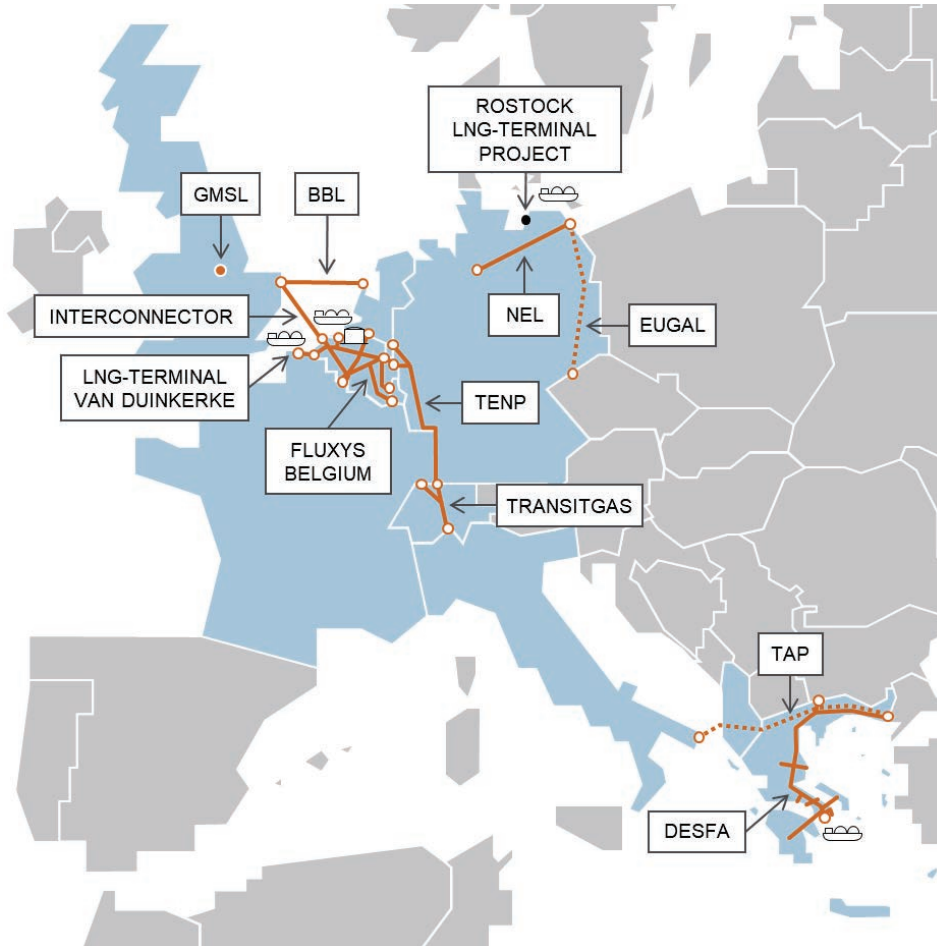 ROSTOCK
LNG-TERMINAL
PROJECT
GMSL
BBL
INTERCONNECTOR
NEL
EUGAL
LNG-TERMINAL
VAN DUINKERKE
TENP
FLUXYS
BELGIUM
TRANSITGAS
TAP
DESFA